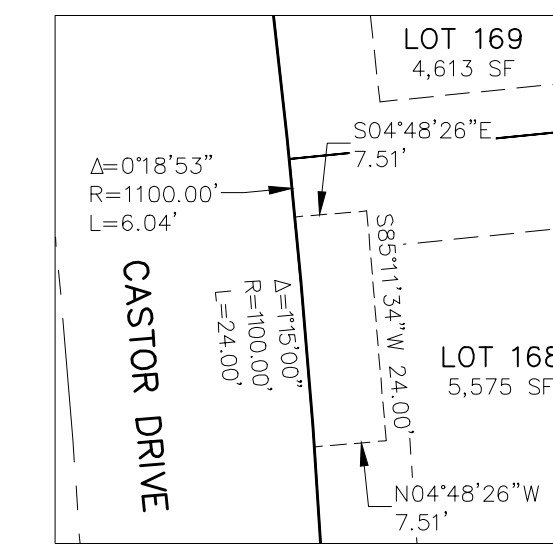 LOT 169
4,613 SF
S04°48'26"E
7.51'
Δ=0°18'53"
R=1100.00'
L=6.04'
CASTOR DRIVE
Δ=1°15'00"
R=1100.00'
L=24.00'
S85°11'34"W 24.00'
LOT 168
5,575 SF
N04°48'26"W
7.51'